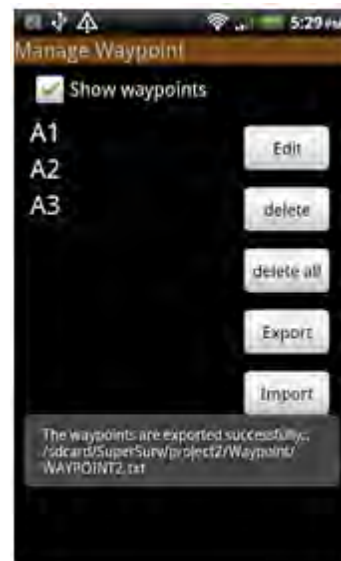 5:29 PM
Manage Waypoint
Show waypoints
A1
A2
A3
Edit
delete
delete all
Export
Import
The waypoints are exported successfully..
/sdcard/SuperSurv/project2/Waypoint/
WAYPOINT2.txt